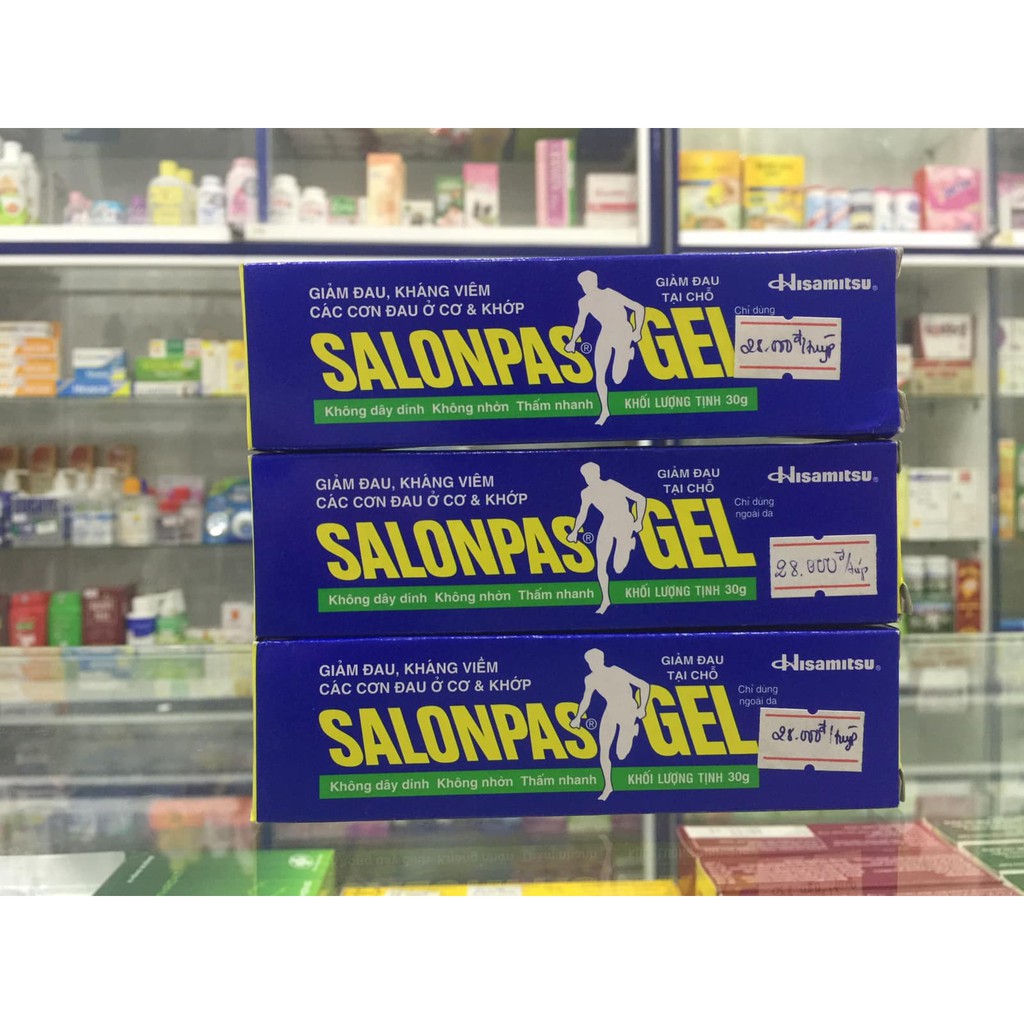 GIẢM ĐAU, KHÁNG VIÊM
CÁC CƠN ĐAU Ở CƠ & KHỚP
SALONPAS® GEL
GIẢM ĐAU
TẠI CHỖ
Hisamitsu®
Chỉ dùng
28.000đ/tuýp
Không dây dính Không nhờn Thấm nhanh
KHỐI LƯỢNG TỊNH 30g
GIẢM ĐAU, KHÁNG VIÊM
CÁC CƠN ĐAU Ở CƠ & KHỚP
SALONPAS® GEL
GIẢM ĐAU
TẠI CHỖ
Hisamitsu®
Chỉ dùng
ngoài da
28.000đ/túp
Không dây dính Không nhờn Thấm nhanh
KHỐI LƯỢNG TỊNH 30g
GIẢM ĐAU, KHÁNG VIÊM
CÁC CƠN ĐAU Ở CƠ & KHỚP
SALONPAS® GEL
GIẢM ĐAU
TẠI CHỖ
Hisamitsu®
Chỉ dùng
ngoài da
28.000đ/tuýp
Không dây dính Không nhờn Thấm nhanh
KHỐI LƯỢNG TỊNH 30g